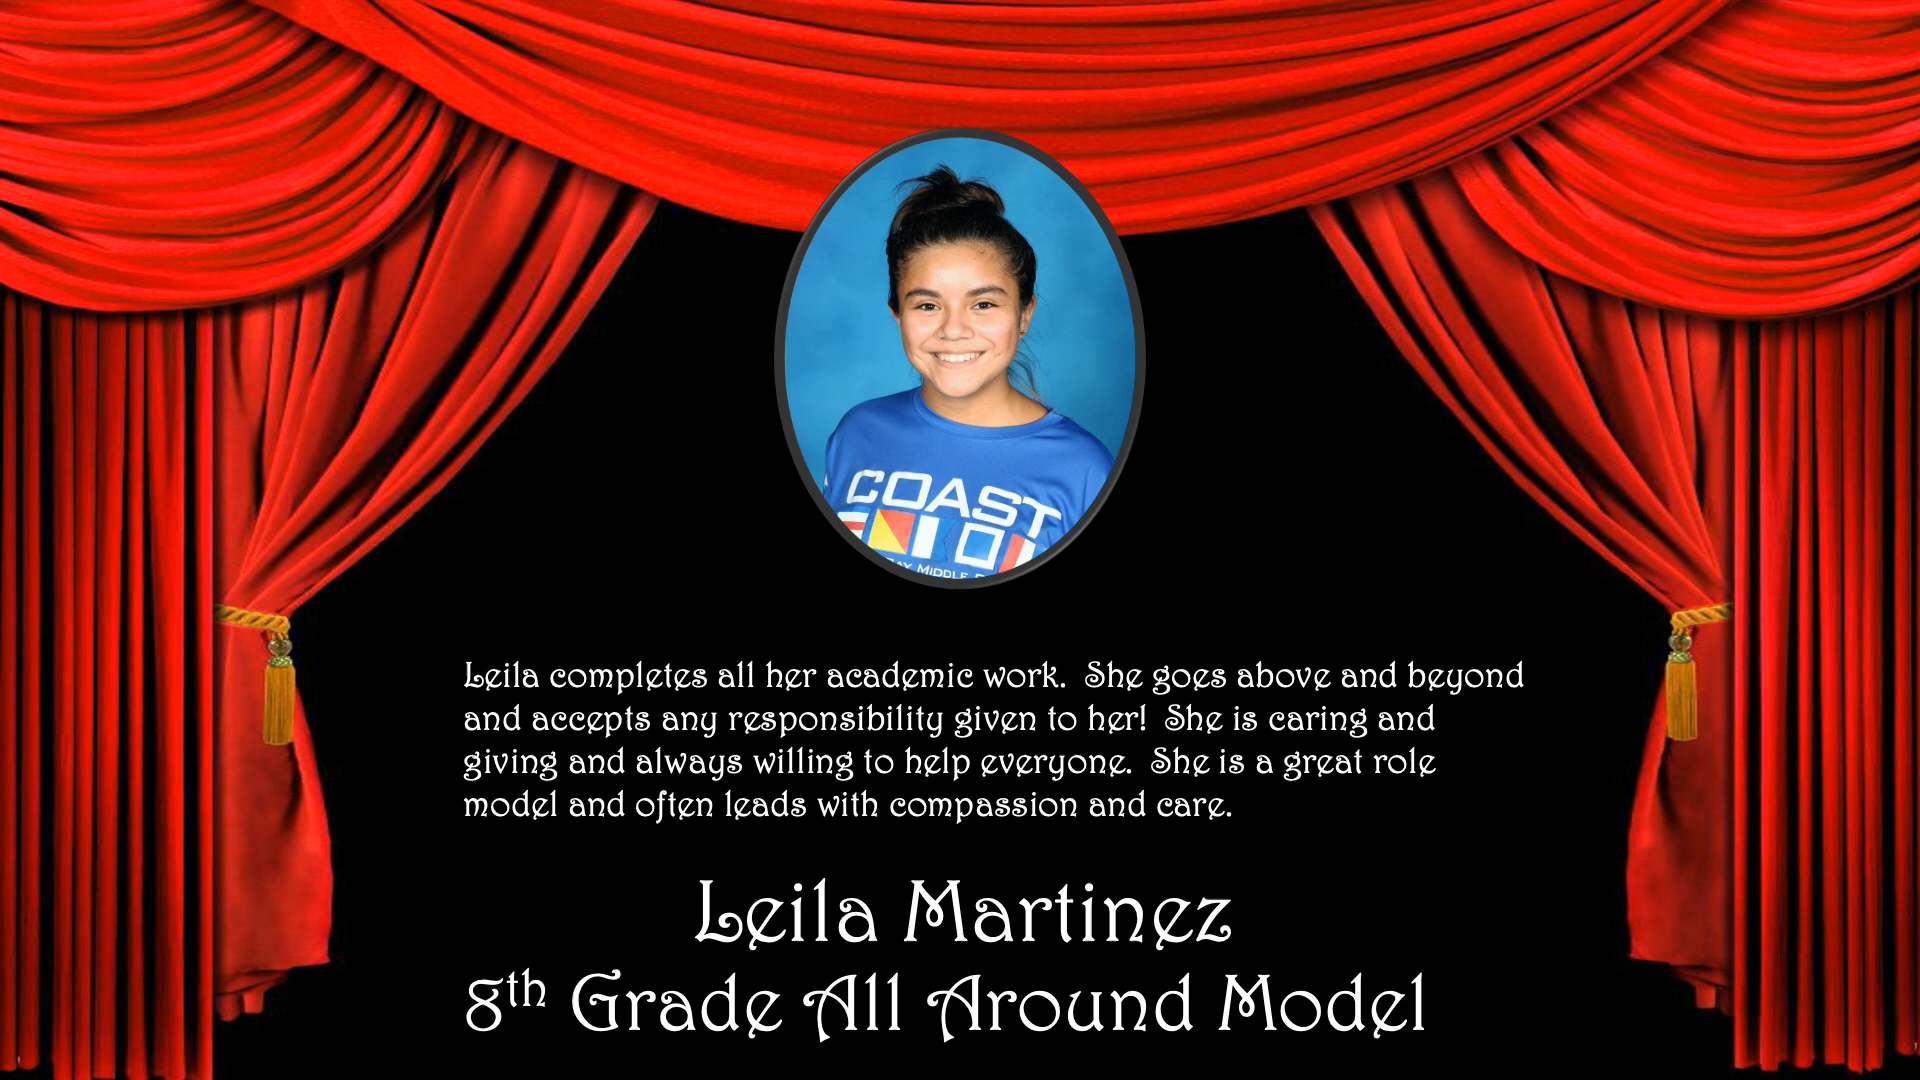 COAST
Leila completes all her academic work.  She goes above and beyond
and accepts any responsibility given to her!  She is caring and
giving and always willing to help everyone.  She is a great role
model and often leads with compassion and care.
Leila Martinez
8th Grade All Around Model